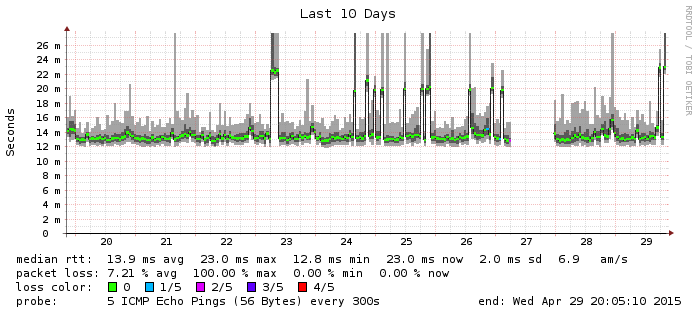 Last 10 Days
RRDTOOL / TOBI OETIKER
Seconds
26 m
24 m
22 m
20 m
18 m
16 m
14 m
12 m
10 m
8 m
6 m
4 m
2 m
0
20 21 22 23 24 25 26 27 28 29
median rtt: 13.9 ms avg 23.0 ms max 12.8 ms min 23.0 ms now 2.0 ms sd 6.9 am/s
packet loss: 7.21 % avg 100.00 % max 0.00 % min 0.00 % now
loss color: 0 1/5 2/5 3/5 4/5
probe: 5 ICMP Echo Pings (56 Bytes) every 300s end: Wed Apr 29 20:05:10 2015